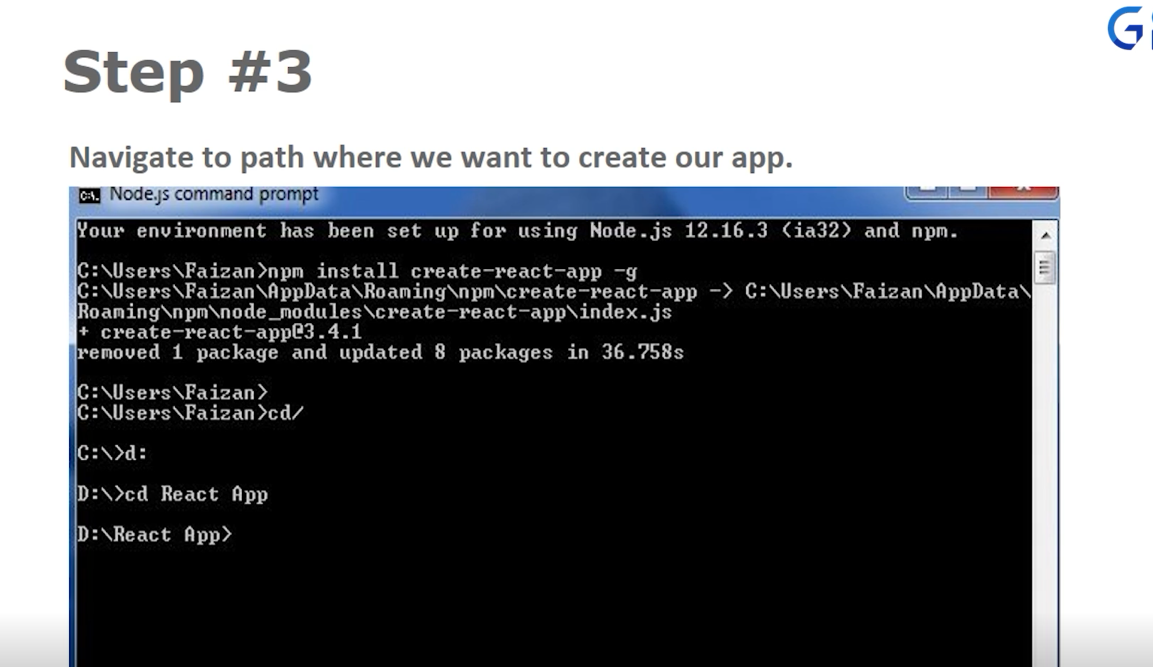 G
Step #3
Navigate to path where we want to create our app.
C:\. Node.js command prompt
Your environment has been set up for using Node.js 12.16.3 (ia32) and npm.
C:\Users\Faizan>npm install create-react-app -g
C:\Users\Faizan\AppData\Roaming\npm\create-react-app -> C:\Users\Faizan\AppData\
Roaming\npm\node_modules\create-react-app\index.js
+ create-react-app@3.4.1
removed 1 package and updated 8 packages in 36.758s
C:\Users\Faizan>
C:\Users\Faizan>cd/
C:\>d:
D:\>cd React App
D:\React App>